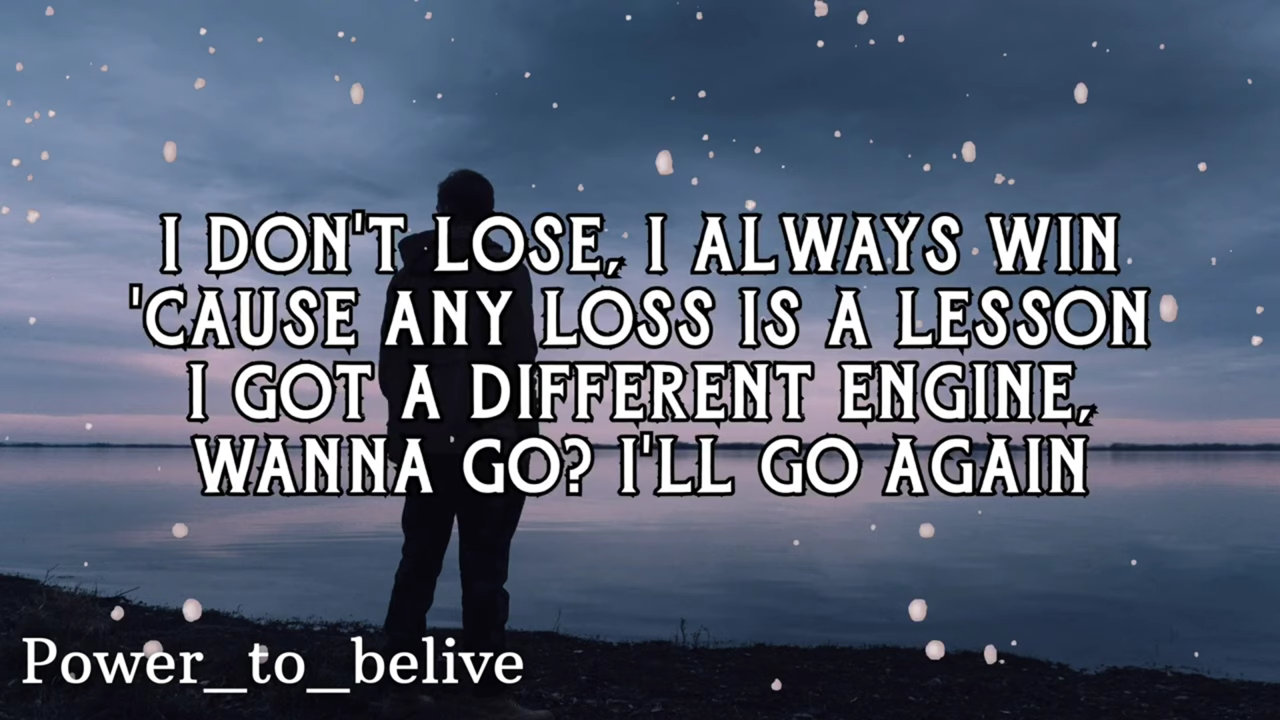 I DON'T LOSE, I ALWAYS WIN
'CAUSE ANY LOSS IS A LESSON
I GOT A DIFFERENT ENGINE,
WANNA GO? I'LL GO AGAIN
Power_to_belive